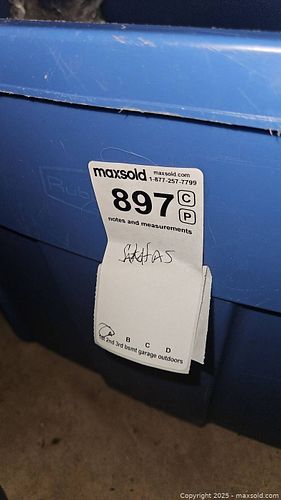 maxsold maxsold.com
1-877-257-7799
897 C
P
notes and measurements
A B C D
1st 2nd 3rd bsmt garage outdoors
Copyright 2025 - maxsold.com